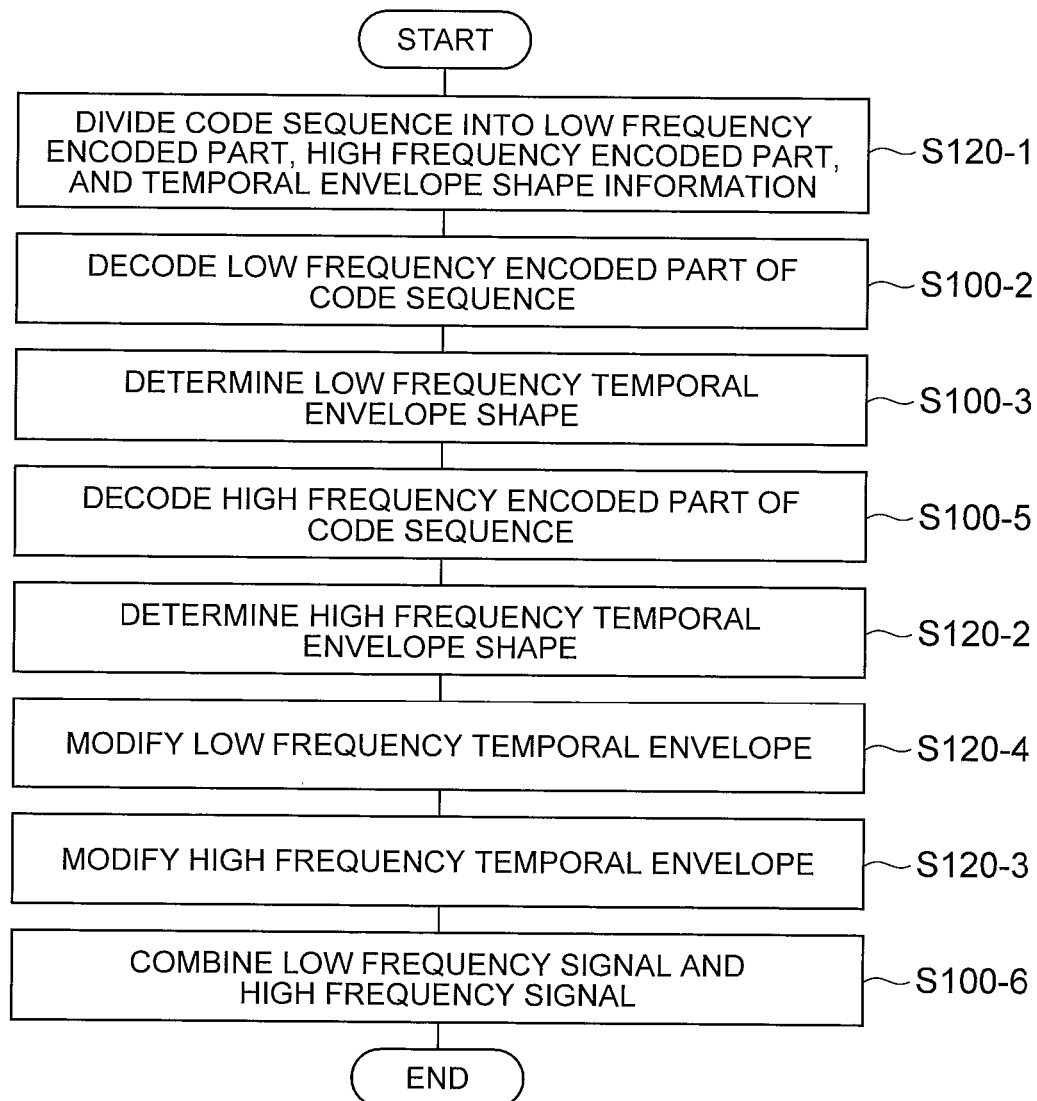 START
DIVIDE CODE SEQUENCE INTO LOW FREQUENCY
ENCODED PART, HIGH FREQUENCY ENCODED PART,
AND TEMPORAL ENVELOPE SHAPE INFORMATION
S120-1
DECODE LOW FREQUENCY ENCODED PART OF
CODE SEQUENCE
S100-2
DETERMINE LOW FREQUENCY TEMPORAL
ENVELOPE SHAPE
S100-3
DECODE HIGH FREQUENCY ENCODED PART OF
CODE SEQUENCE
S100-5
DETERMINE HIGH FREQUENCY TEMPORAL
ENVELOPE SHAPE
S120-2
MODIFY LOW FREQUENCY TEMPORAL ENVELOPE
S120-4
MODIFY HIGH FREQUENCY TEMPORAL ENVELOPE
S120-3
COMBINE LOW FREQUENCY SIGNAL AND
HIGH FREQUENCY SIGNAL
S100-6
END